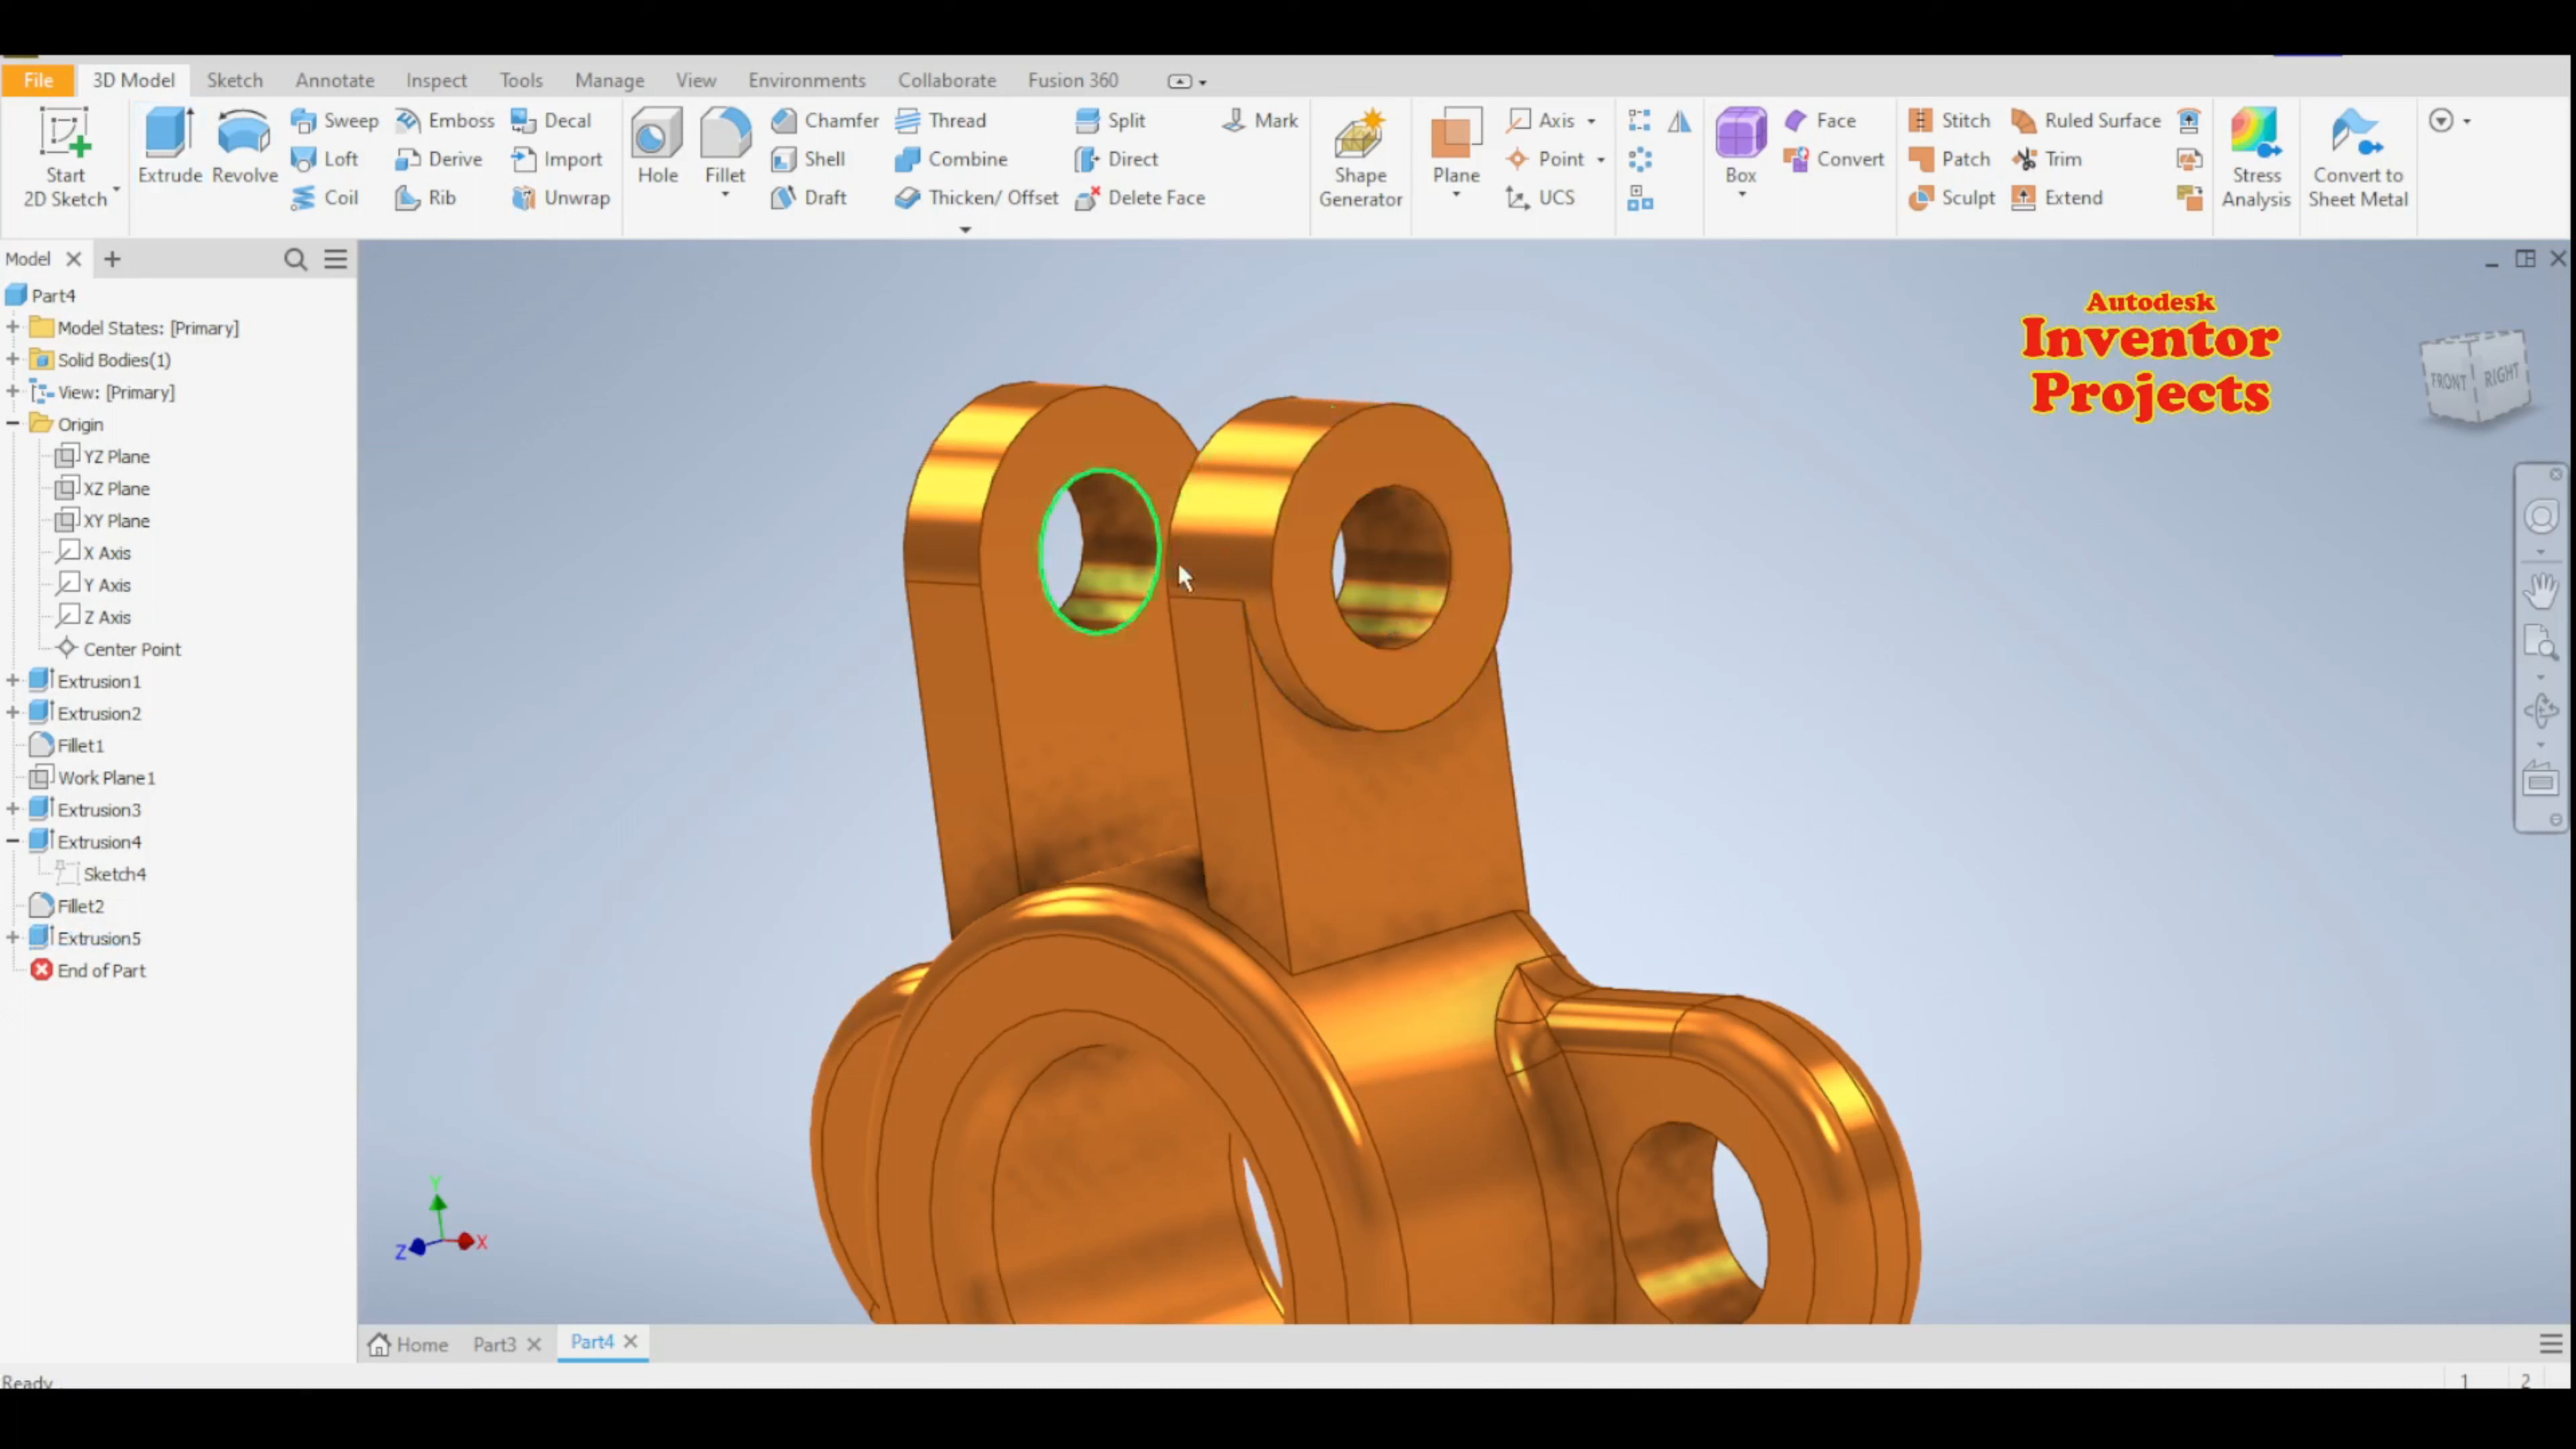 File 3D Model Sketch Annotate Inspect Tools Manage View Environments Collaborate Fusion 360
Start
2D Sketch
Extrude
Revolve
Sweep
Loft
Coil
Emboss
Derive
Rib
Decal
Import
Unwrap
Hole
Fillet
Chamfer
Shell
Draft
Thread
Combine
Thicken/ Offset
Split
Direct
Delete Face
Mark
Shape
Generator
Plane
Axis
Point
UCS
Box
Face
Convert
Stitch
Patch
Sculpt
Ruled Surface
Trim
Extend
Stress
Analysis
Convert to
Sheet Metal
Model
Part4
Model States: [Primary]
Solid Bodies(1)
View: [Primary]
Origin
YZ Plane
XZ Plane
XY Plane
X Axis
Y Axis
Z Axis
Center Point
Extrusion1
Extrusion2
Fillet1
Work Plane1
Extrusion3
Extrusion4
Sketch4
Fillet2
Extrusion5
End of Part
Autodesk
Inventor
Projects
FRONT RIGHT
Y
Z
X
Home Part3 Part4
Ready
1 2